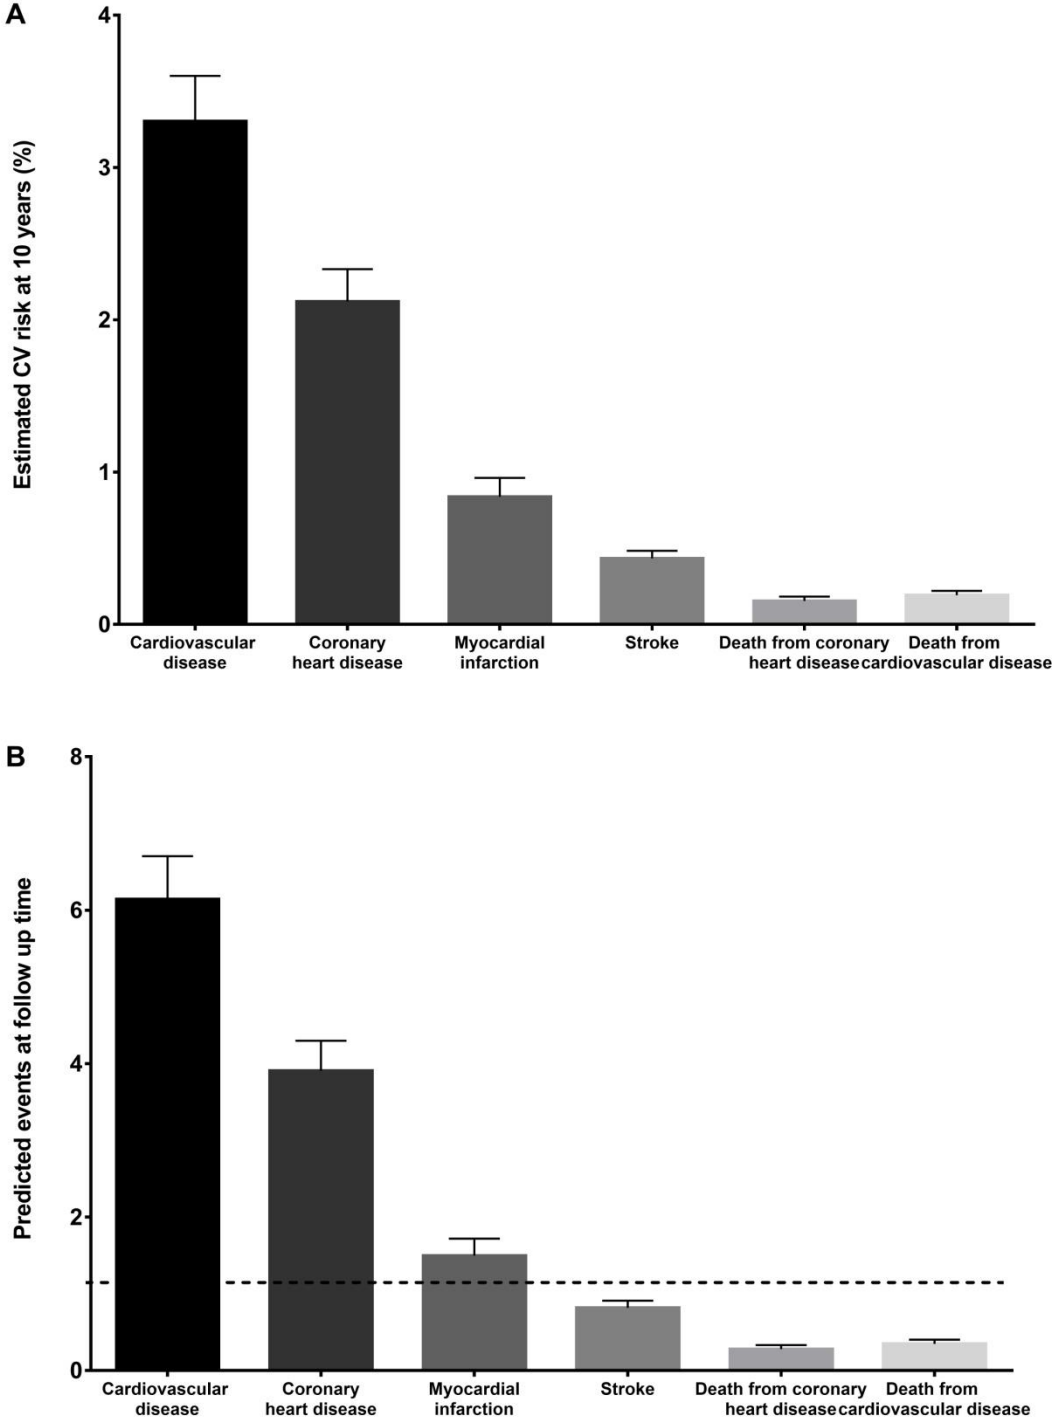 A
Estimated CV risk at 10 years (%)
4
3
2
1
0
Cardiovascular
disease
Coronary
heart disease
Myocardial
infarction
Stroke
Death from coronary
heart disease
Death from
cardiovascular disease
B
Predicted events at follow up time
8
6
4
2
0
Cardiovascular
disease
Coronary
heart disease
Myocardial
infarction
Stroke
Death from coronary
heart disease
Death from
cardiovascular disease